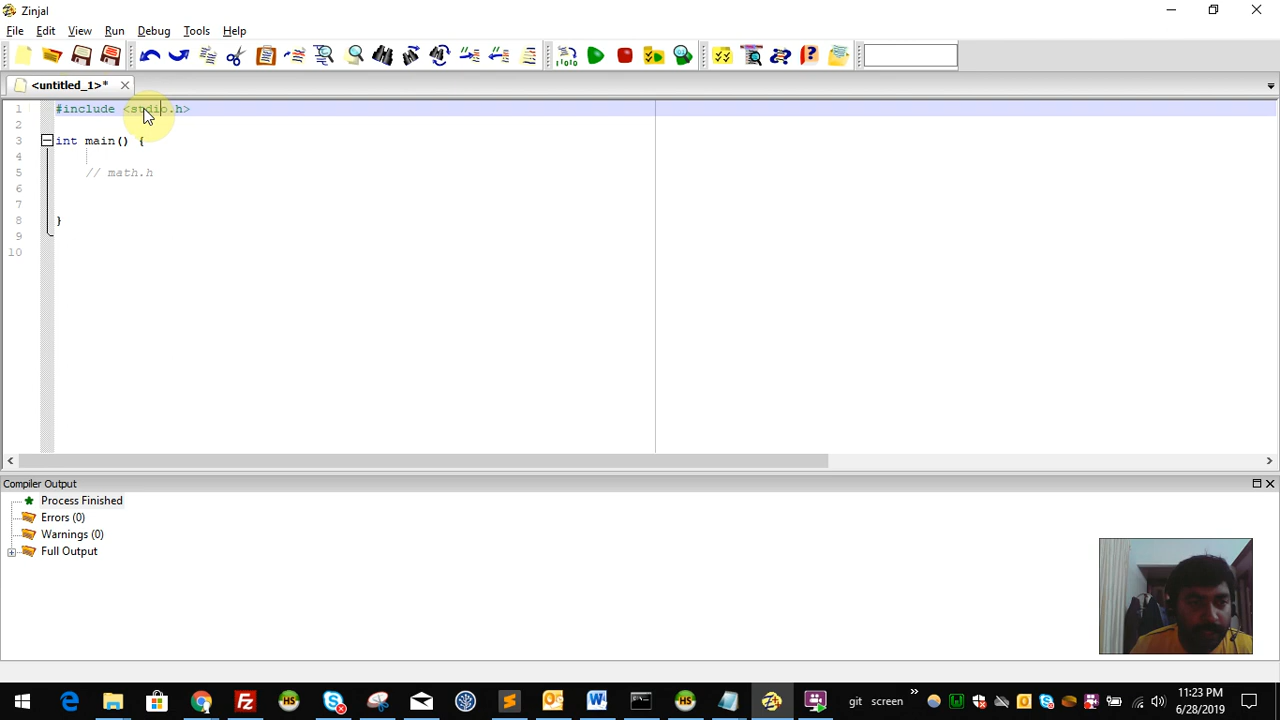 Zinjal
File Edit View Run Debug Tools Help
<untitled_1>*
1 #include <stdio.h>
2
3 int main() {
4
5 // math.h
6
7
8 }
9
10
Compiler Output
Process Finished
Errors (0)
Warnings (0)
Full Output
git screen
11:23 PM
6/28/2019